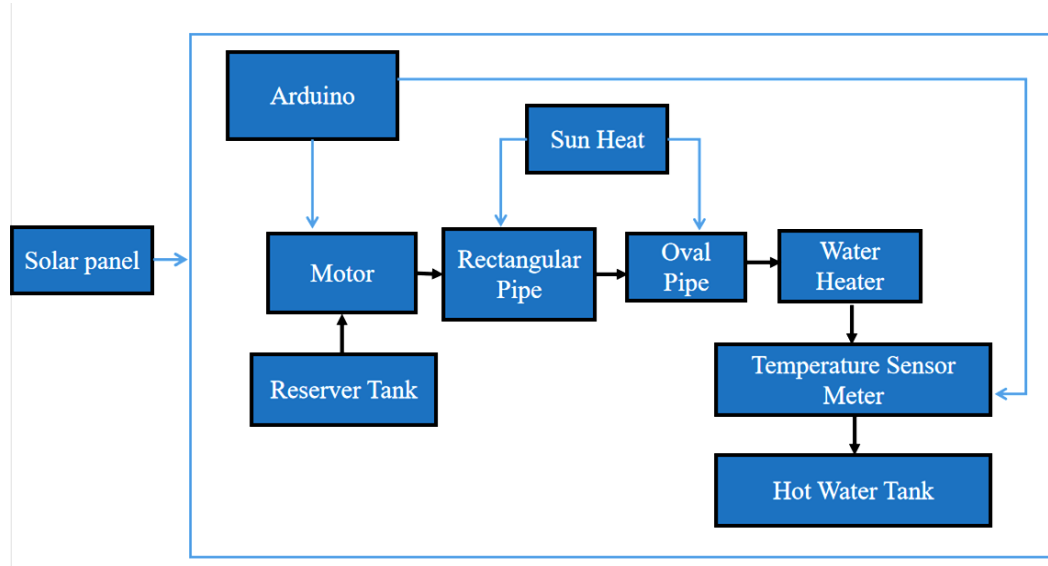 Arduino
Sun Heat
Solar panel
Motor
Rectangular
Pipe
Oval
Pipe
Water
Heater
Reserver Tank
Temperature Sensor
Meter
Hot Water Tank